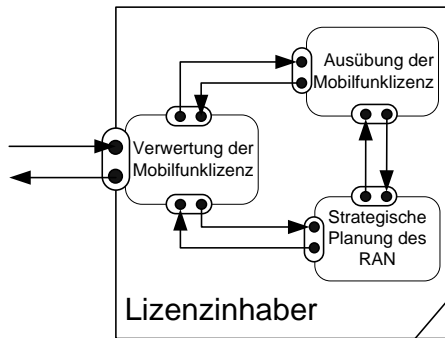 Ausübung der
Mobilfunklizenz
Verwertung der
Mobilfunklizenz
Strategische
Planung des
RAN
Lizenzinhaber